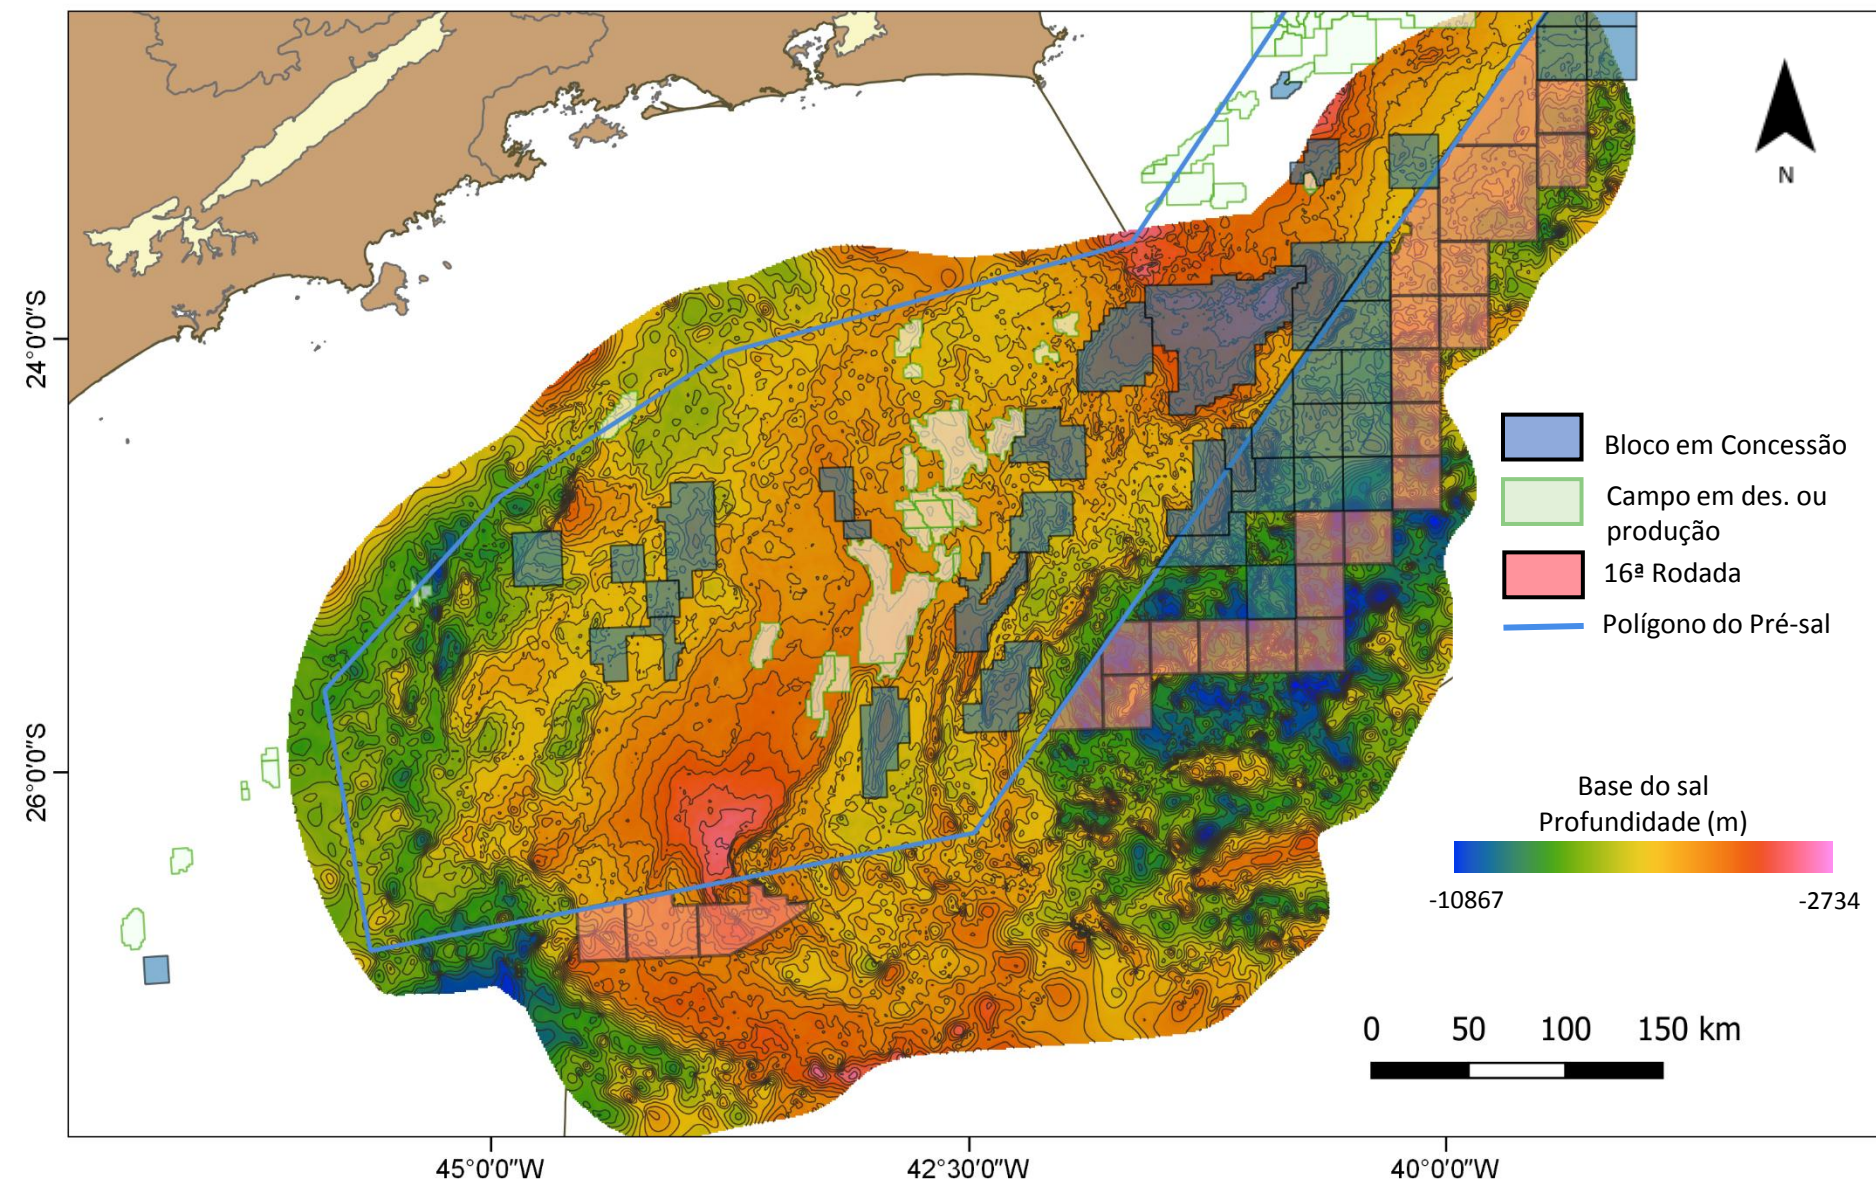 N
24°0'0"S
26°0'0"S
Bloco em Concessão
Campo em des. ou
produção
16ª Rodada
Polígono do Pré-sal
Base do sal
Profundidade (m)
-10867 -2734
0 50 100 150 km
45°0'0"W 42°30'0"W 40°0'0"W